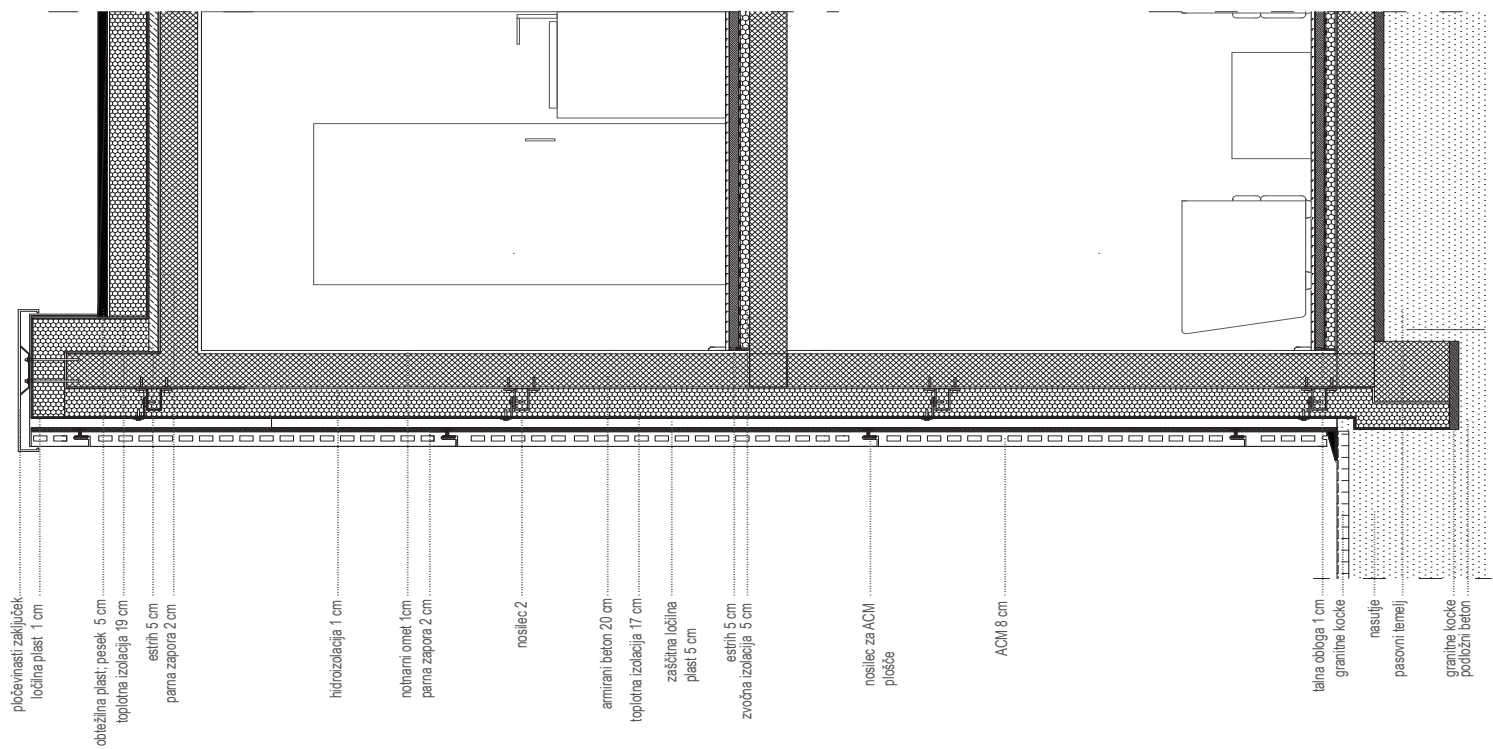 pločevinasti zaključek
ločilna plast 1 cm
obtežilna plast; pesek 5 cm
toplotna izolacija 19 cm
estrih 5 cm
parna zapora 2 cm
hidroizolacija 1 cm
notnarni omet 1cm
parna zapora 2 cm
nosilec 2
armirani beton 20 cm
toplotna izolacija 17 cm
zaščitna ločilna
plast 5 cm
estrih 5 cm
zvočna izolacija 5 cm
nosilec za ACM
plošče
ACM 8 cm
talna obloga 1 cm
granitne kocke
nasutje
pasovni temelj
granitne kocke
podložni beton